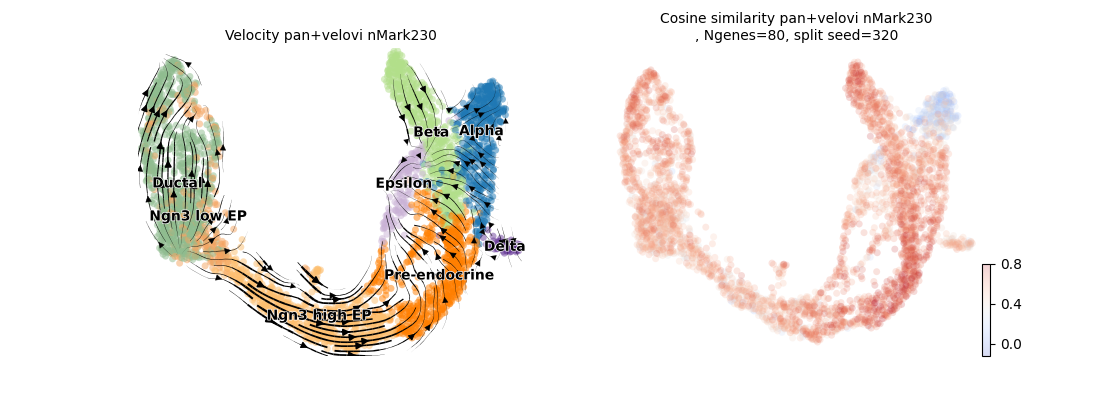 Velocity pan+velovi nMark230
Beta
Alpha
Ductal
Epsilon
Ngn3 low EP
Delta
Pre-endocrine
Ngn3 high EP
Cosine similarity pan+velovi nMark230
, Ngenes=80, split seed=320
0.8
0.4
0.0